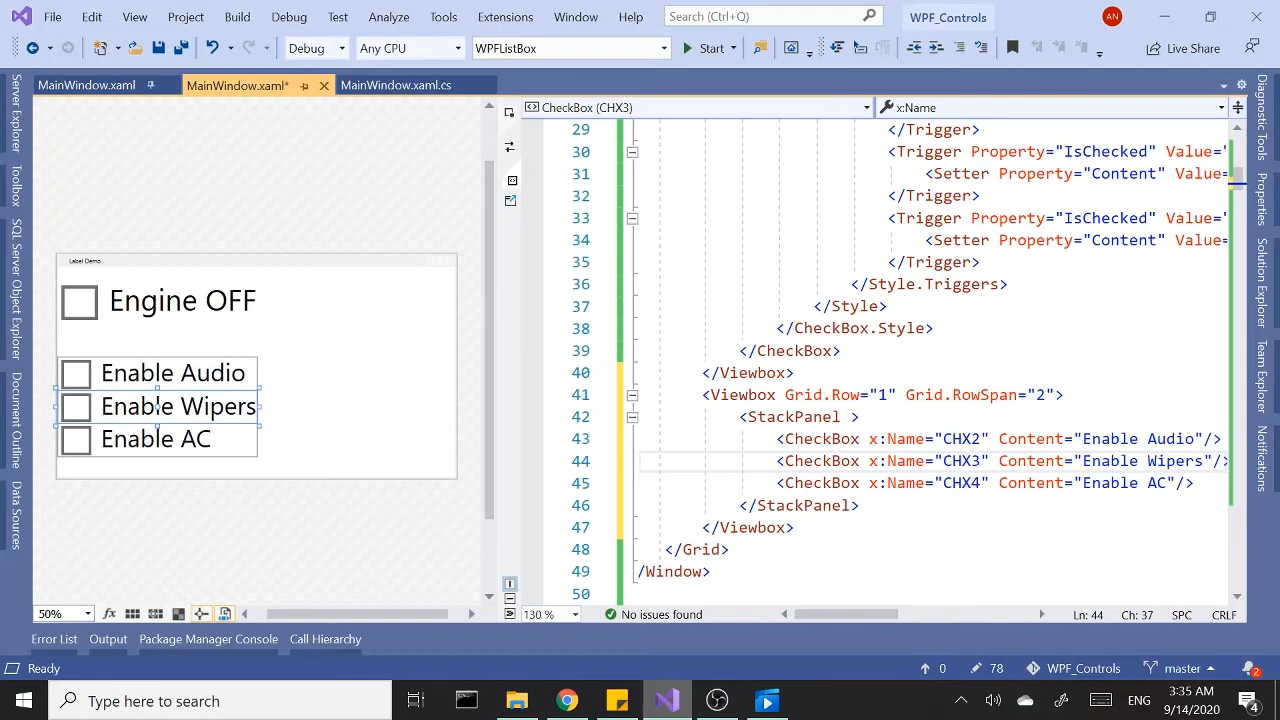 File Edit View Git Project Build Debug Test Analyze Tools Extensions Window Help Search (Ctrl+Q) WPF_Controls AN
Debug Any CPU WPFListBox Start Live Share
MainWindow.xaml MainWindow.xaml* MainWindow.xaml.cs
CheckBox (CHX3) x:Name
Server Explorer
Toolbox
SQL Server Object Explorer
Document Outline
Data Sources
Label Demo
Engine OFF
Enable Audio
Enable Wipers
Enable AC
29 </Trigger>
30 <Trigger Property="IsChecked" Value="
31 <Setter Property="Content" Value=
32 </Trigger>
33 <Trigger Property="IsChecked" Value="
34 <Setter Property="Content" Value=
35 </Trigger>
36 </Style.Triggers>
37 </Style>
38 </CheckBox.Style>
39 </CheckBox>
40 </Viewbox>
41 <Viewbox Grid.Row="1" Grid.RowSpan="2">
42 <StackPanel >
43 <CheckBox x:Name="CHX2" Content="Enable Audio"/>
44 <CheckBox x:Name="CHX3" Content="Enable Wipers"/>
45 <CheckBox x:Name="CHX4" Content="Enable AC"/>
46 </StackPanel>
47 </Viewbox>
48 </Grid>
49 /Window>
50
Diagnostic Tools
Properties
Solution Explorer
Team Explorer
Notifications
50% fx 130 % No issues found Ln: 44 Ch: 37 SPC CRLF
Error List Output Package Manager Console Call Hierarchy
Ready 0 78 WPF_Controls master 2
Type here to search ENG :35 AM
9/14/2020 4